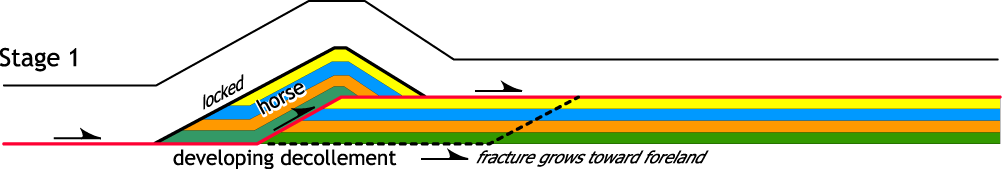 Stage 1
locked
horse
developing decollement
fracture grows toward foreland